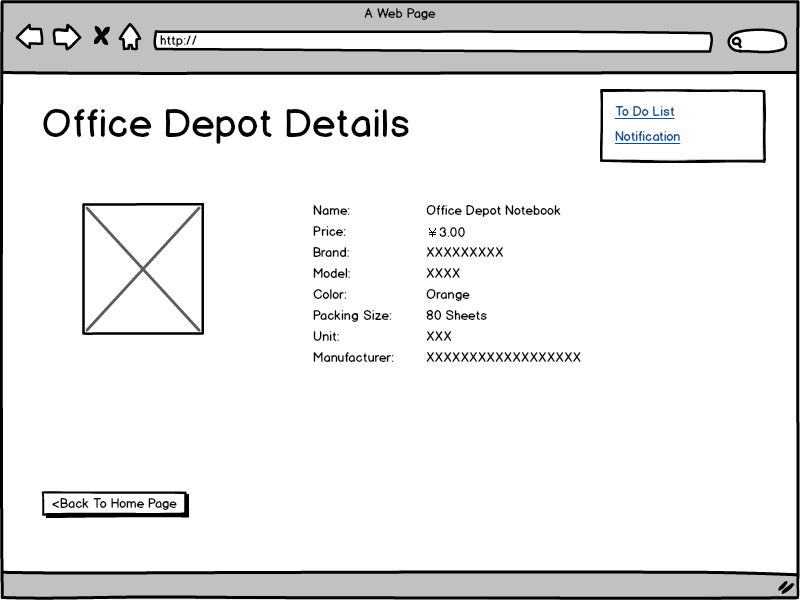 A Web Page
http://
Office Depot Details
To Do List
Notification
Name: Office Depot Notebook
Price: ￥3.00
Brand: XXXXXXXXX
Model: XXXX
Color: Orange
Packing Size: 80 Sheets
Unit: XXX
Manufacturer: XXXXXXXXXXXXXXXXXX
<Back To Home Page